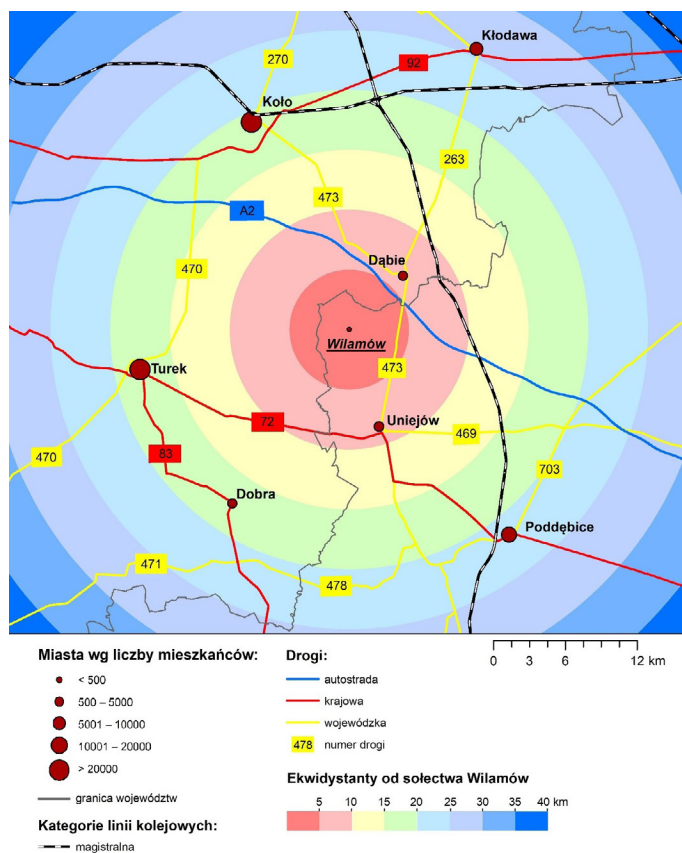 Kłodawa
270
92
Koło
263
473
A2
470
Dąbie
Wilamów
473
Turek
72
Uniejów
469
83
470
703
Dobra
Poddębice
471
478
Miasta wg liczby mieszkańców:
< 500
500 – 5000
5001 – 10000
10001 – 20000
> 20000
granica województw
Kategorie linii kolejowych:
magistralna
Drogi:
autostrada
krajowa
wojewódzka
478 numer drogi
0 3 6 12 km
Ekwidystanty od sołectwa Wilamów
5 10 15 20 25 30 35 40 km